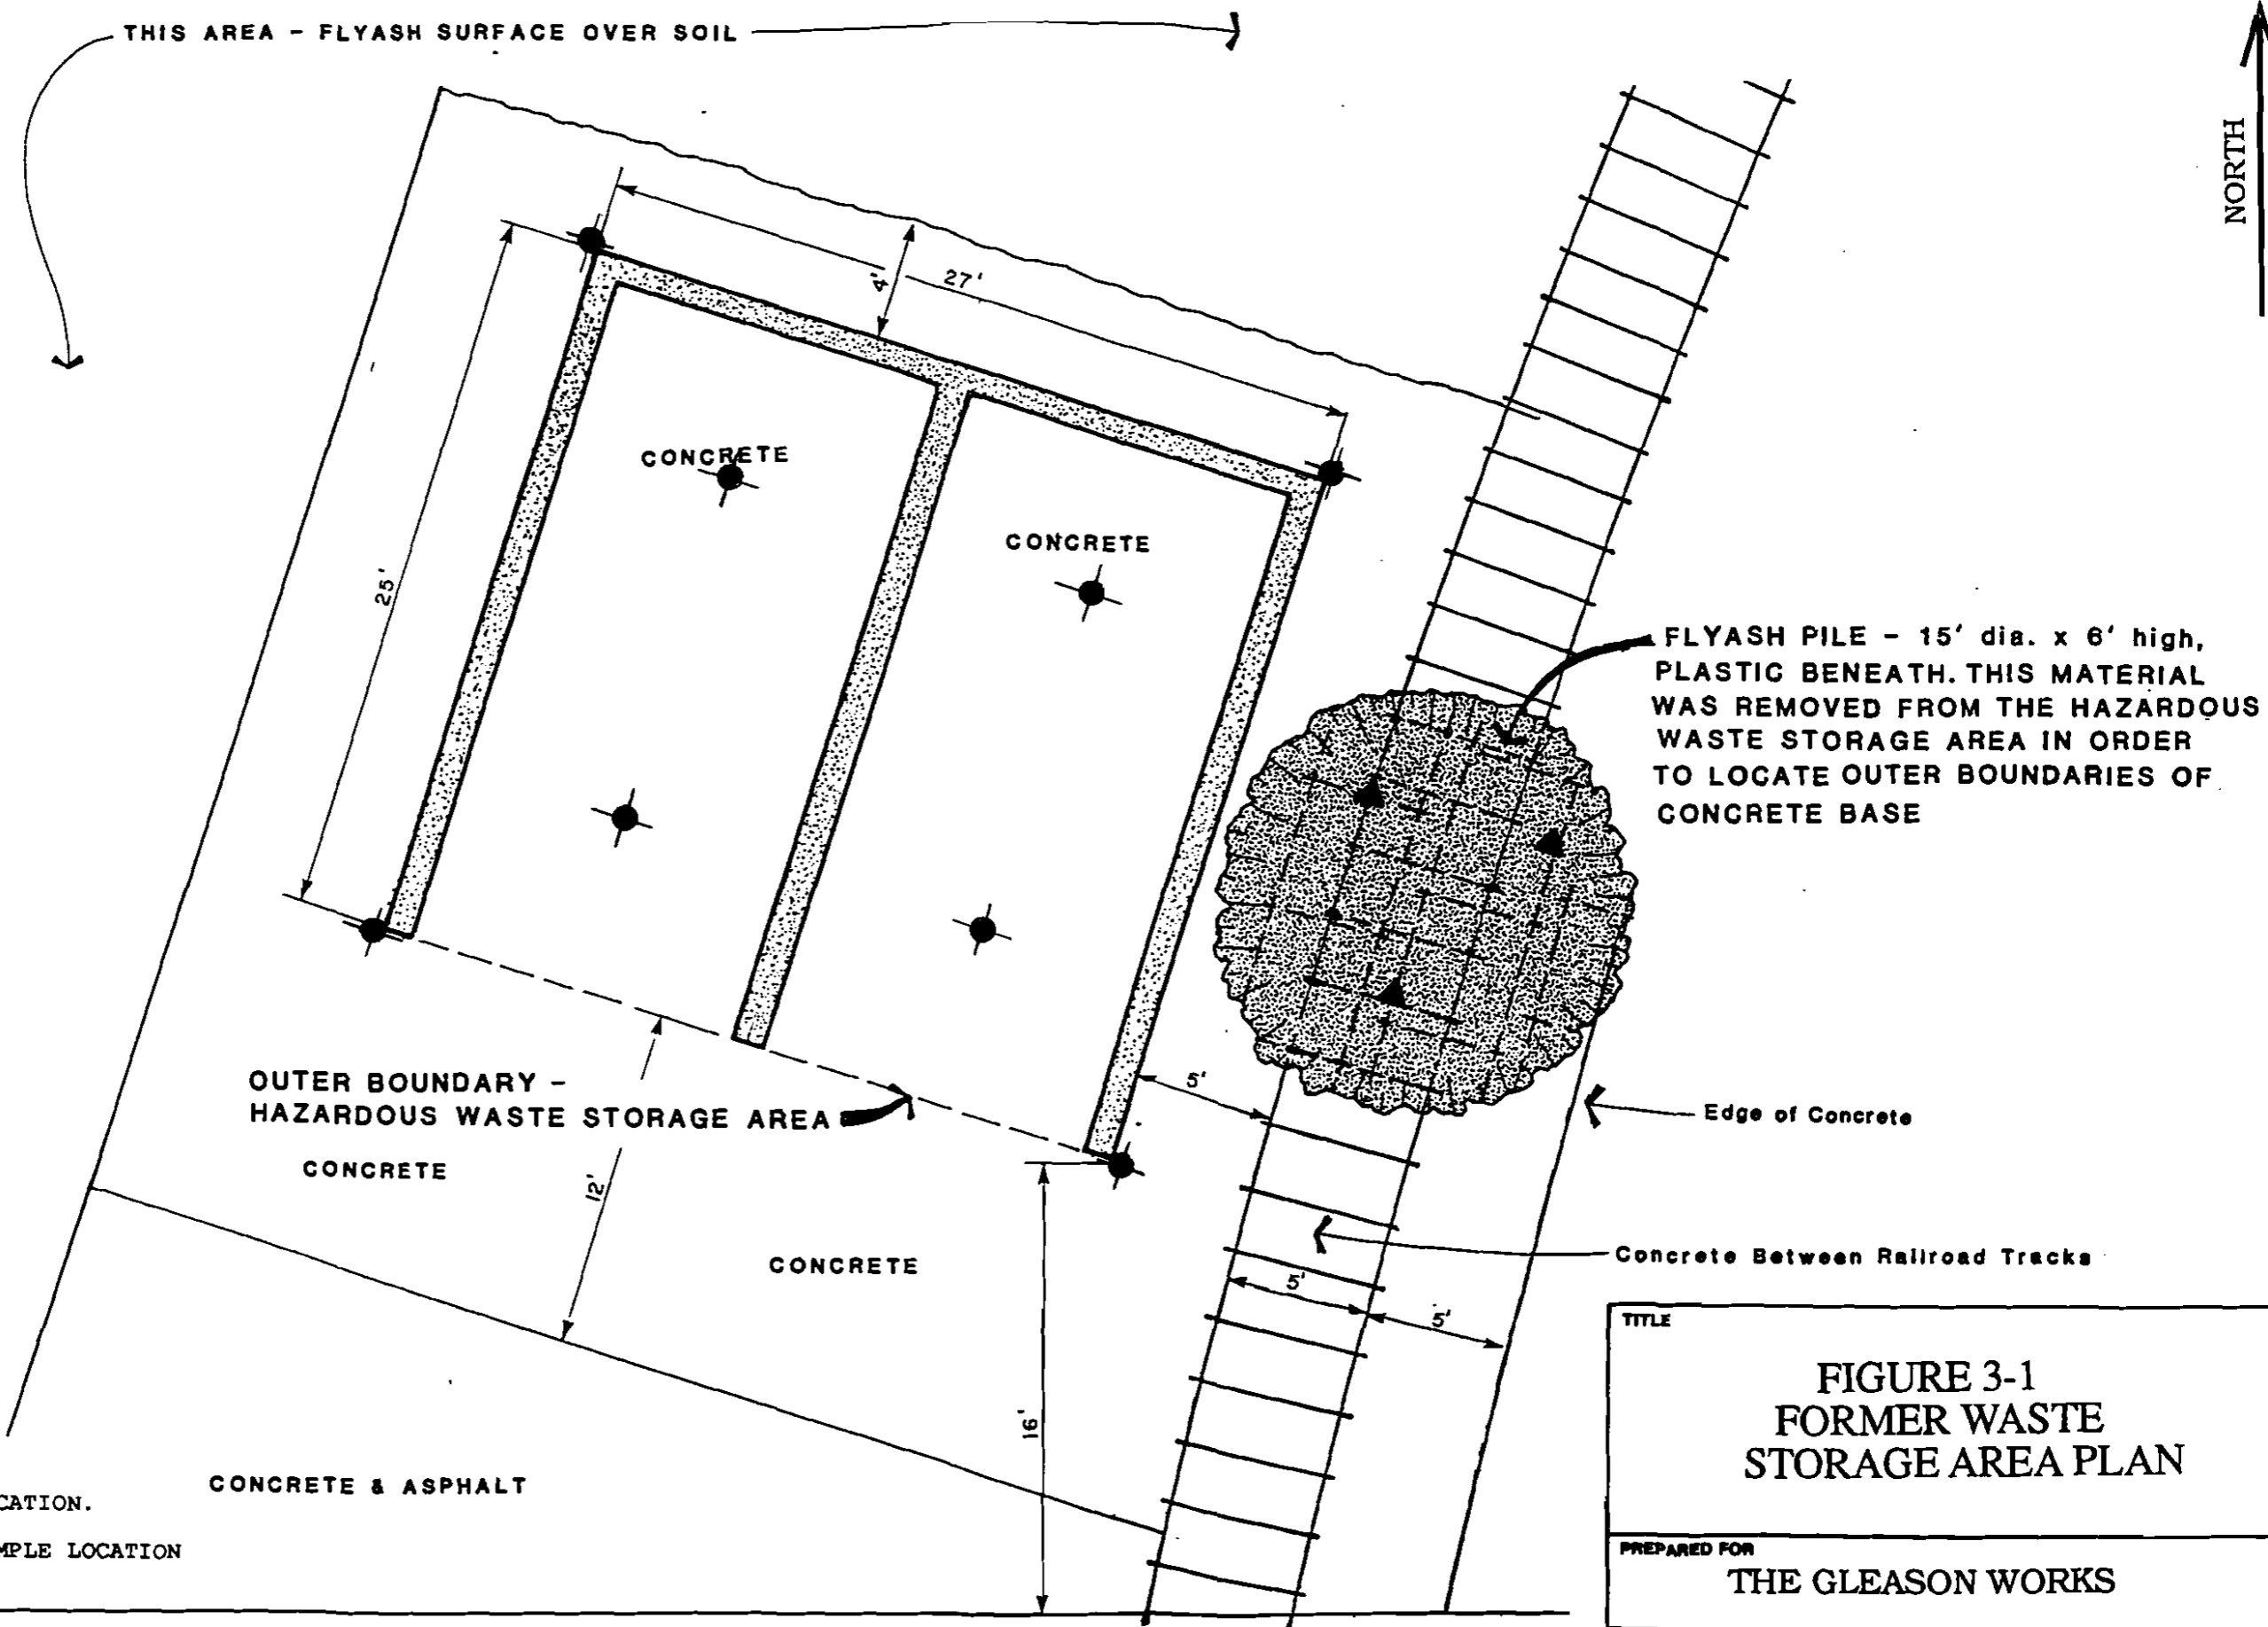 THIS AREA - FLYASH SURFACE OVER SOIL
NORTH
4'
27'
25'
CONCRETE
CONCRETE
FLYASH PILE - 15' dia. x 6' high,
PLASTIC BENEATH. THIS MATERIAL
WAS REMOVED FROM THE HAZARDOUS
WASTE STORAGE AREA IN ORDER
TO LOCATE OUTER BOUNDARIES OF
CONCRETE BASE
OUTER BOUNDARY -
HAZARDOUS WASTE STORAGE AREA
5'
Edge of Concrete
CONCRETE
12'
CONCRETE
Concrete Between Railroad Tracks
5'
5'
16'
CONCRETE & ASPHALT
CATION.
MPLE LOCATION
TITLE
FIGURE 3-1
FORMER WASTE
STORAGE AREA PLAN
PREPARED FOR
THE GLEASON WORKS